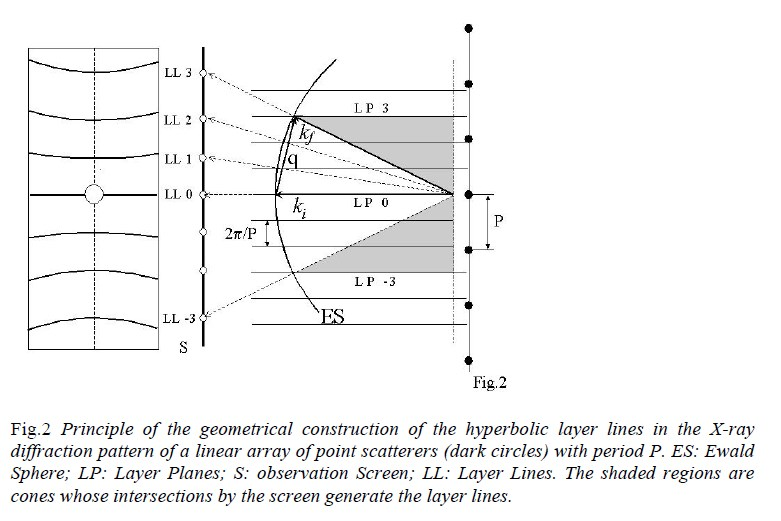 LL 3
LL 2
LL 1
LL 0
LL -3
S
LP 3
kf
q
ki
LP 0
2π/P
P
LP -3
ES
Fig.2
Fig.2 Principle of the geometrical construction of the hyperbolic layer lines in the X-ray
diffraction pattern of a linear array of point scatterers (dark circles) with period P. ES: Ewald
Sphere; LP: Layer Planes; S: observation Screen; LL: Layer Lines. The shaded regions are
cones whose intersections by the screen generate the layer lines.